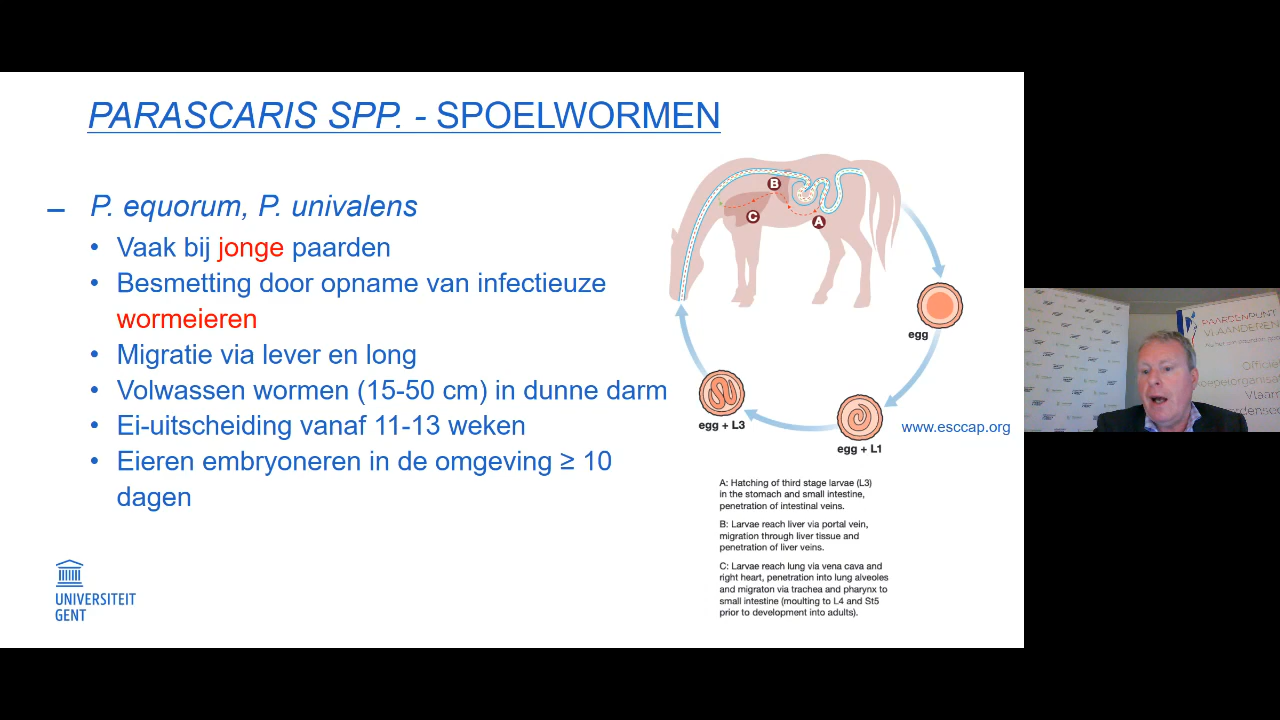 PARASCARIS SPP. - SPOELWORMEN
– P. equorum, P. univalens
• Vaak bij jonge paarden
• Besmetting door opname van infectieuze
wormeieren
• Migratie via lever en long
• Volwassen wormen (15-50 cm) in dunne darm
• Ei-uitscheiding vanaf 11-13 weken
• Eieren embryoneren in de omgeving ≥ 10
dagen
UNIVERSITEIT
GENT
B
C
A
egg
egg + L3
egg + L1
www.esccap.org
A: Hatching of third stage larvae (L3)
in the stomach and small intestine,
penetration of intestinal veins.
B: Larvae reach liver via portal vein,
migration through liver tissue and
penetration of liver veins.
C: Larvae reach lung via vena cava and
right heart, penetration into lung alveoles
and migraton via trachea and pharynx to
small intestine (moulting to L4 and St5
prior to development into adults).
PAARDENPUNT
VLAANDEREN
Officië
Vlaam